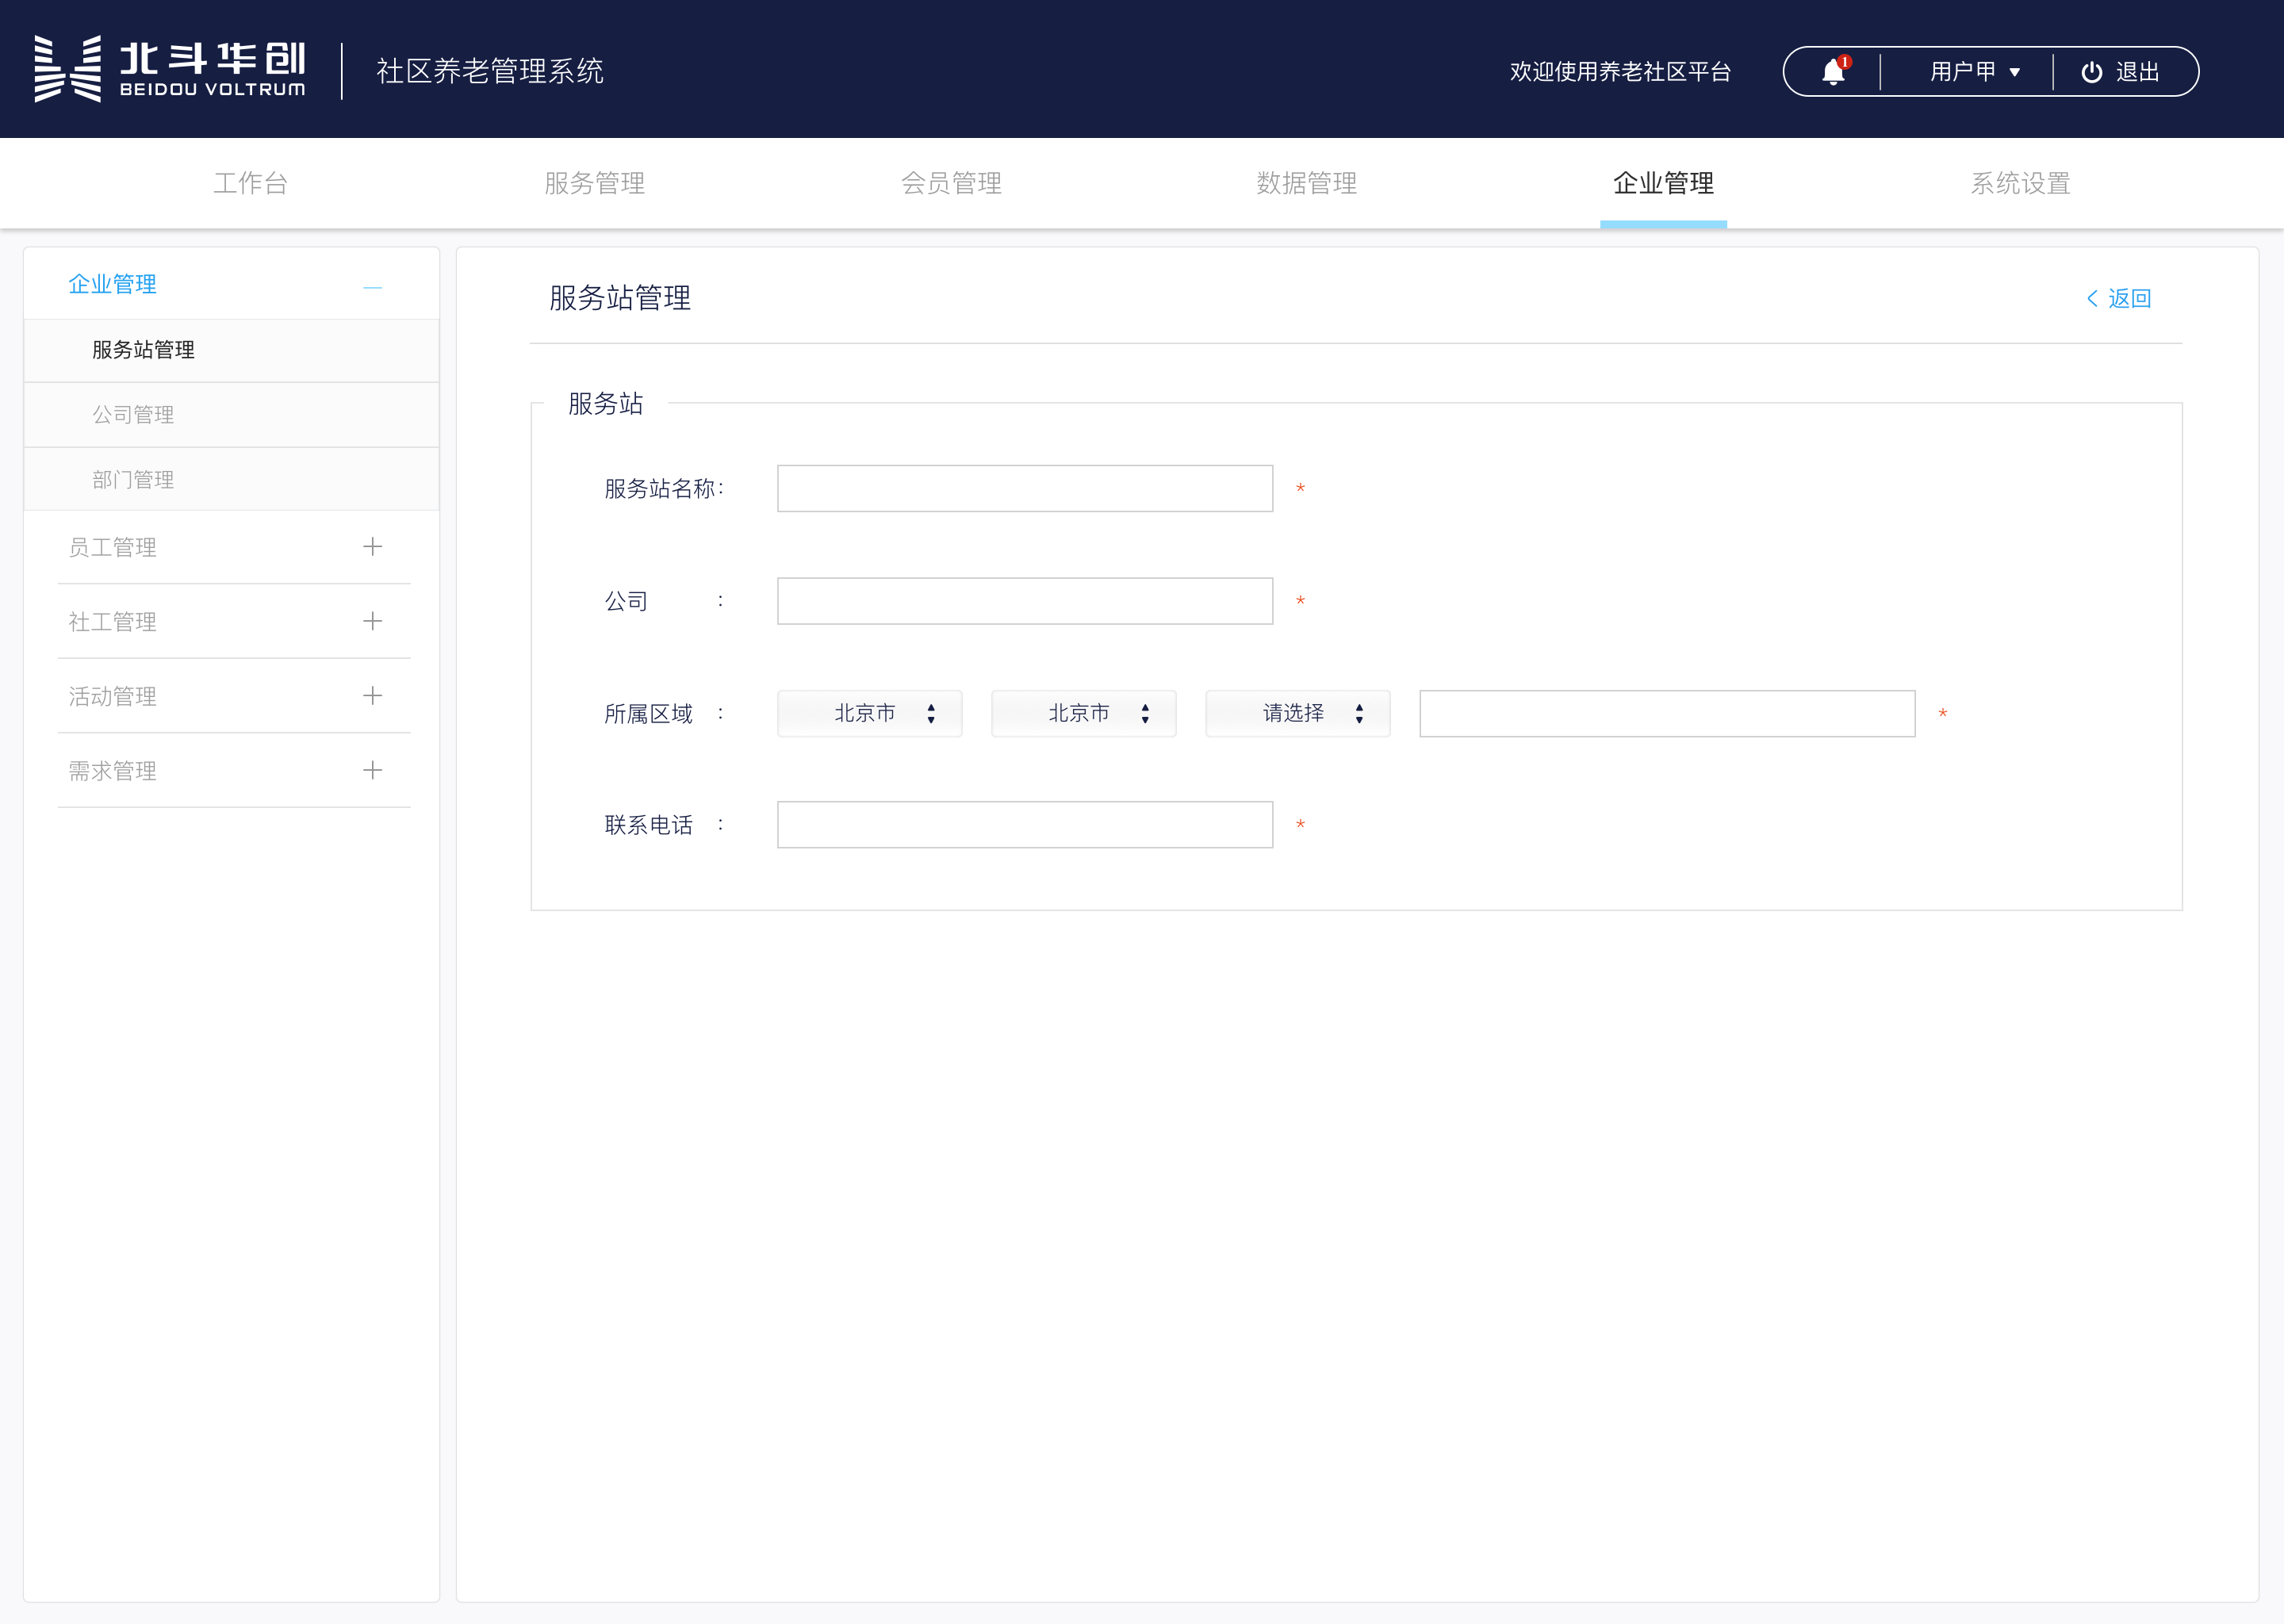 北斗华创
BEIDOU VOLTRUM
社区养老管理系统
欢迎使用养老社区平台
1
用户甲
退出
工作台
服务管理
会员管理
数据管理
企业管理
系统设置
企业管理
服务站管理
公司管理
部门管理
员工管理
社工管理
活动管理
需求管理
服务站管理
返回
服务站
服务站名称: *
公司 : *
所属区域 : 北京市 北京市 请选择 *
联系电话 : *